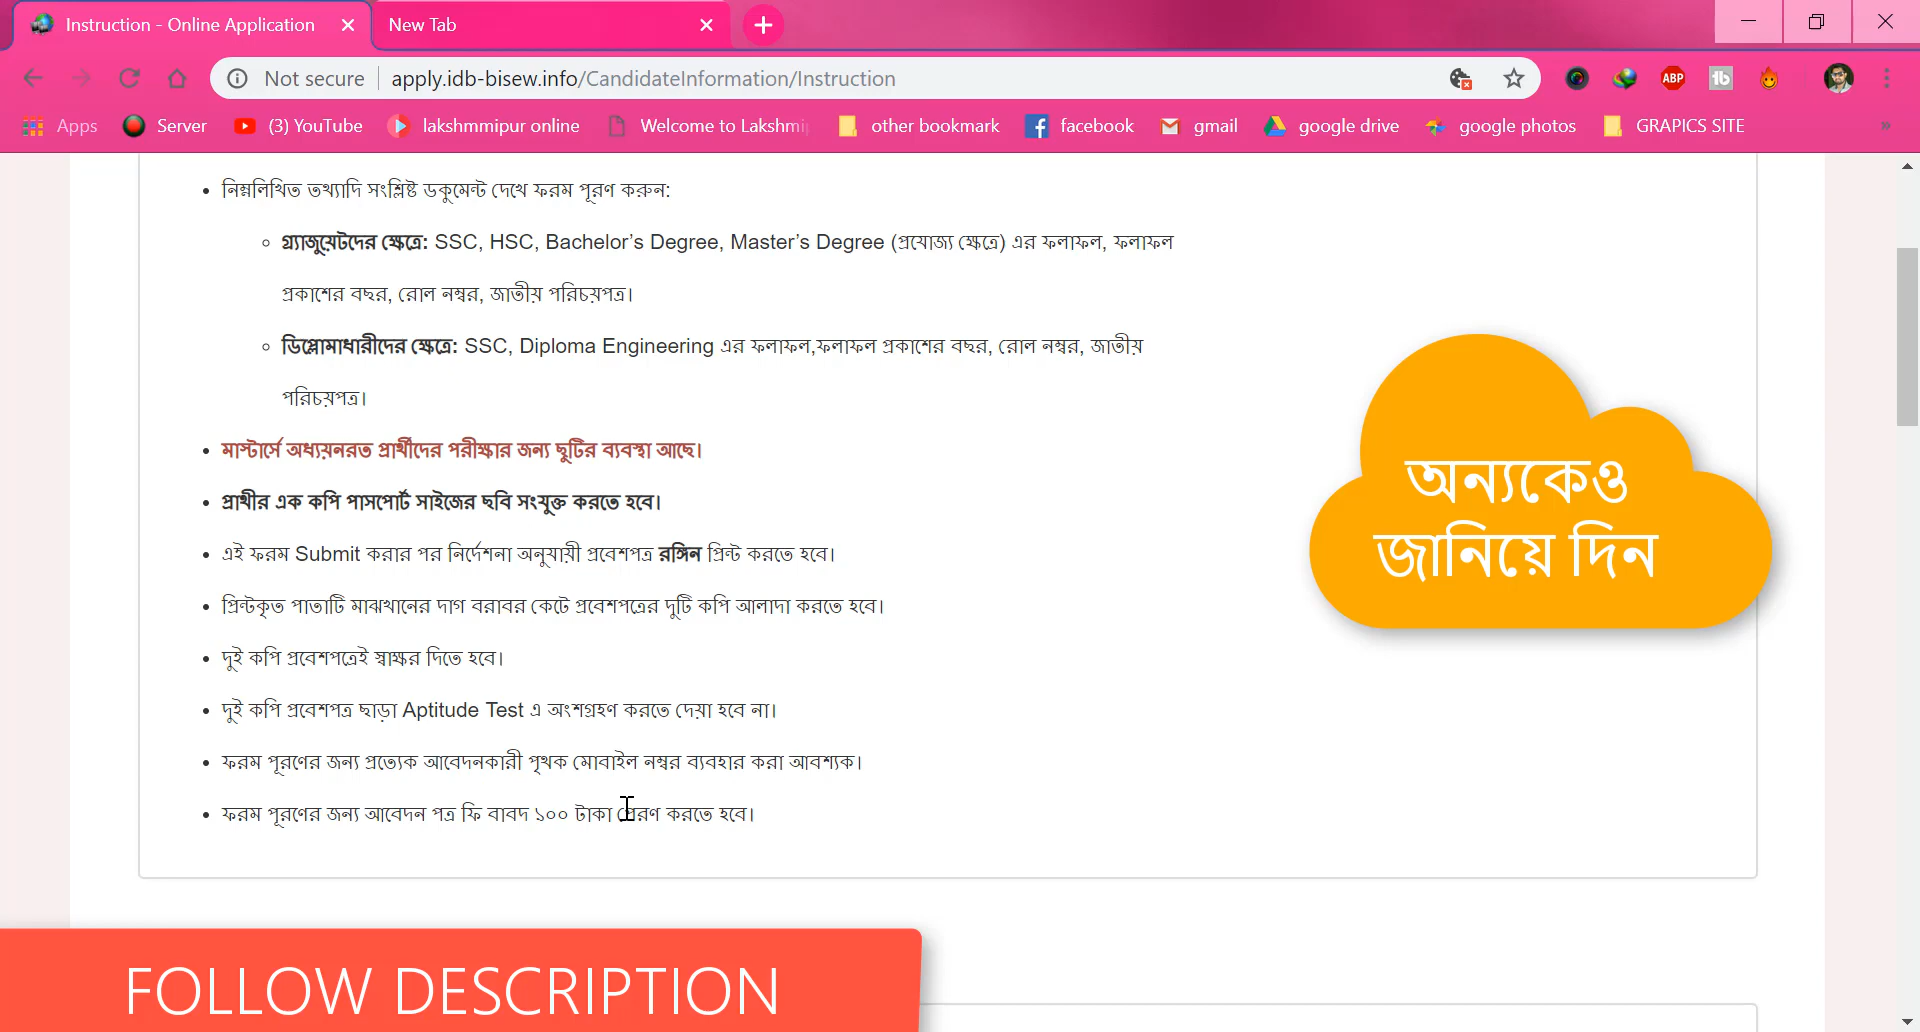 Instruction - Online Application
New Tab
Not secure
apply.idb-bisew.info/CandidateInformation/Instruction
ABP
Apps
Server
(3) YouTube
lakshmmipur online
Welcome to Lakshmi
other bookmark
facebook
gmail
google drive
google photos
GRAPICS SITE
নিম্নলিখিত তথ্যাদি সংশ্লিষ্ট ডকুমেন্ট দেখে ফরম পূরণ করুন:
গ্র্যাজুয়েটদের ক্ষেত্রে: SSC, HSC, Bachelor’s Degree, Master’s Degree (প্রযোজ্য ক্ষেত্রে) এর ফলাফল, ফলাফল
প্রকাশের বছর, রোল নম্বর, জাতীয় পরিচয়পত্র।
ডিপ্লোমাধারীদের ক্ষেত্রে: SSC, Diploma Engineering এর ফলাফল,ফলাফল প্রকাশের বছর, রোল নম্বর, জাতীয়
পরিচয়পত্র।
মাস্টার্সে অধ্যয়নরত প্রার্থীদের পরীক্ষার জন্য ছুটির ব্যবস্থা আছে।
প্রার্থীর এক কপি পাসপোর্ট সাইজের ছবি সংযুক্ত করতে হবে।
এই ফরম Submit করার পর নির্দেশনা অনুযায়ী প্রবেশপত্র রঙ্গিন প্রিন্ট করতে হবে।
প্রিন্টকৃত পাতাটি মাঝখানের দাগ বরাবর কেটে প্রবেশপত্রের দুটি কপি আলাদা করতে হবে।
দুই কপি প্রবেশপত্রেই স্বাক্ষর দিতে হবে।
দুই কপি প্রবেশপত্র ছাড়া Aptitude Test এ অংশগ্রহণ করতে দেয়া হবে না।
ফরম পূরণের জন্য প্রত্যেক আবেদনকারী পৃথক মোবাইল নম্বর ব্যবহার করা আবশ্যক।
ফরম পূরণের জন্য আবেদন পত্র ফি বাবদ ১০০ টাকা প্রেরণ করতে হবে।
অন্যকেও
জানিয়ে দিন
FOLLOW DESCRIPTION